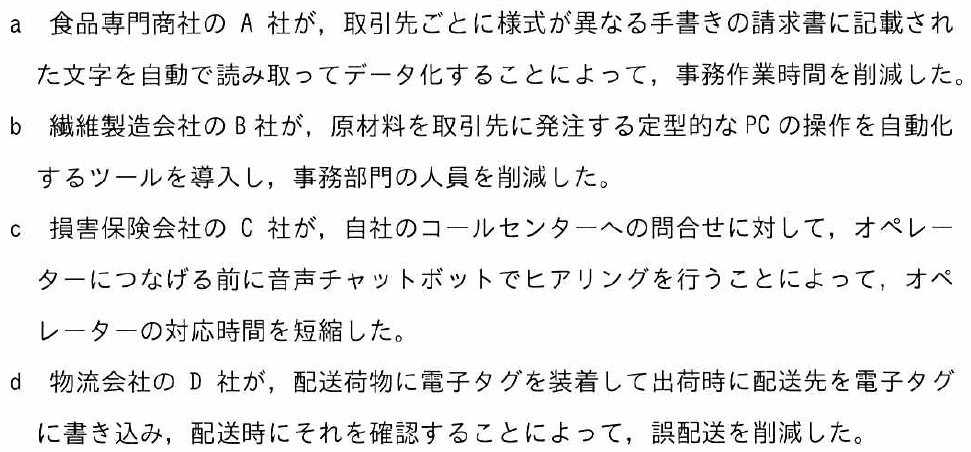 a 食品専門商社の A 社が，取引先ごとに様式が異なる手書きの請求書に記載され
た文字を自動で読み取ってデータ化することによって，事務作業時間を削減した。
b 繊維製造会社のB社が，原材料を取引先に発注する定型的なPCの操作を自動化
するツールを導入し，事務部門の人員を削減した。
c 損害保険会社の C 社が，自社のコールセンターへの問合せに対して，オペレー
ターにつなげる前に音声チャットボットでヒアリングを行うことによって，オペ
レーターの対応時間を短縮した。
d 物流会社の D 社が，配送荷物に電子タグを装着して出荷時に配送先を電子タグ
に書き込み，配送時にそれを確認することによって，誤配送を削減した。